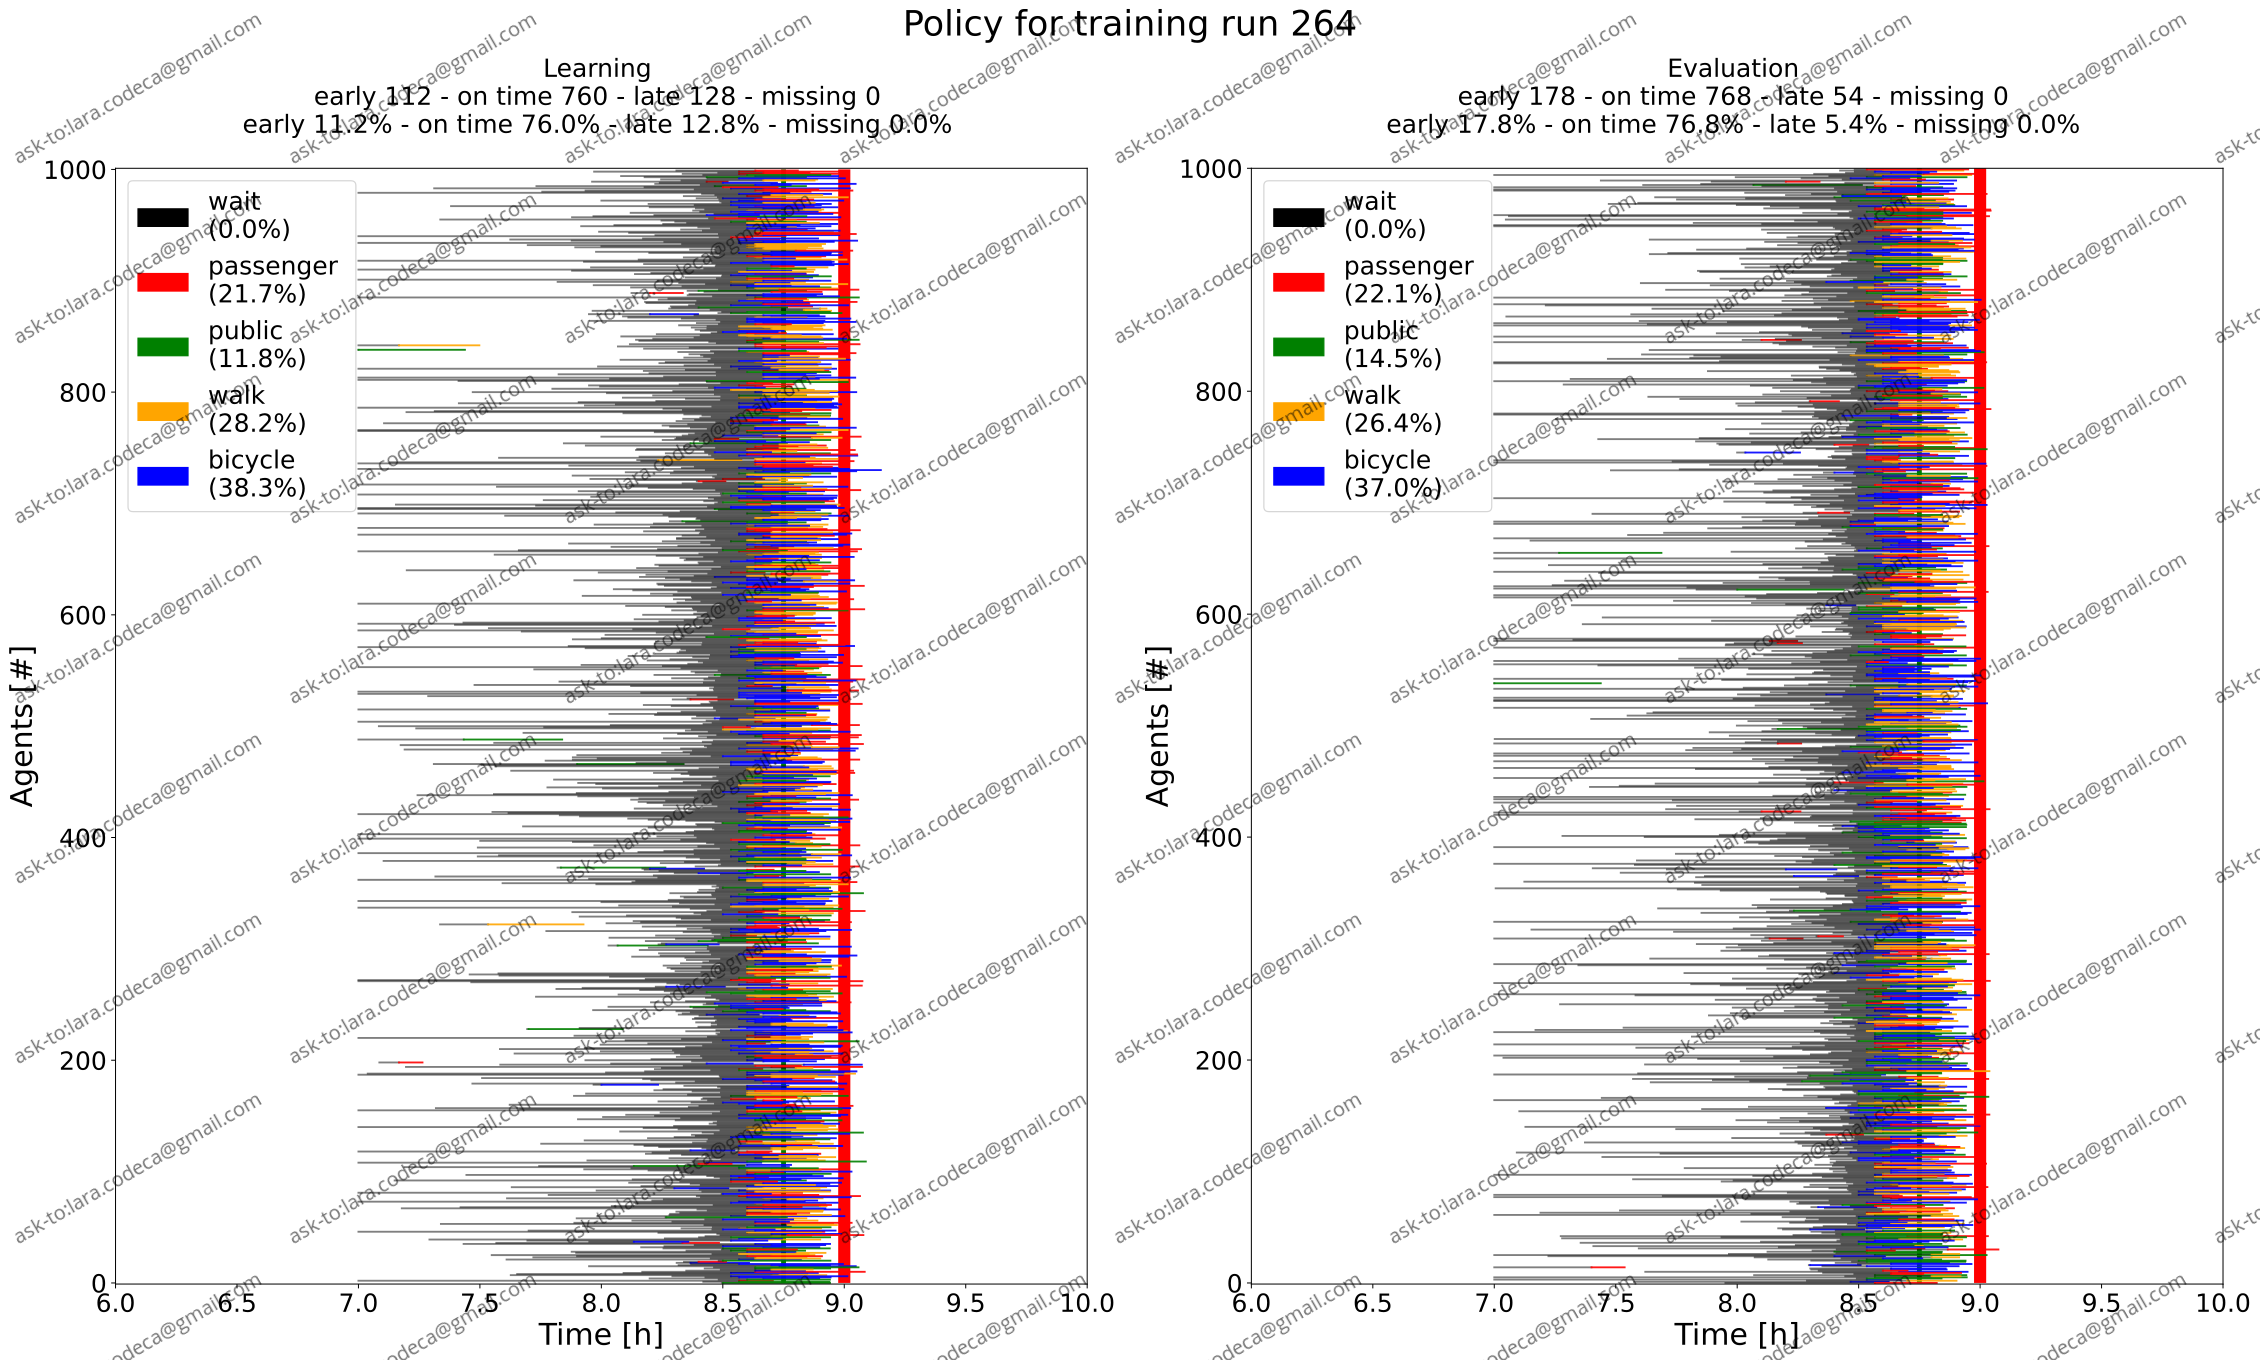 Policy for training run 264
Learning
early 112 - on time 760 - late 128 - missing 0
early 11.2% - on time 76.0% - late 12.8% - missing 0.0%
Evaluation
early 178 - on time 768 - late 54 - missing 0
early 17.8% - on time 76.8% - late 5.4% - missing 0.0%
wait
(0.0%)
passenger
(21.7%)
public
(11.8%)
walk
(28.2%)
bicycle
(38.3%)
1000
800
600
400
200
0
Agents [#]
6.0 6.5 7.0 7.5 8.0 8.5 9.0 9.5 10.0
Time [h]
wait
(0.0%)
passenger
(22.1%)
public
(14.5%)
walk
(26.4%)
bicycle
(37.0%)
1000
800
600
400
200
0
Agents [#]
6.0 6.5 7.0 7.5 8.0 8.5 9.0 9.5 10.0
Time [h]
ask-to:lara.codeca@gmail.com